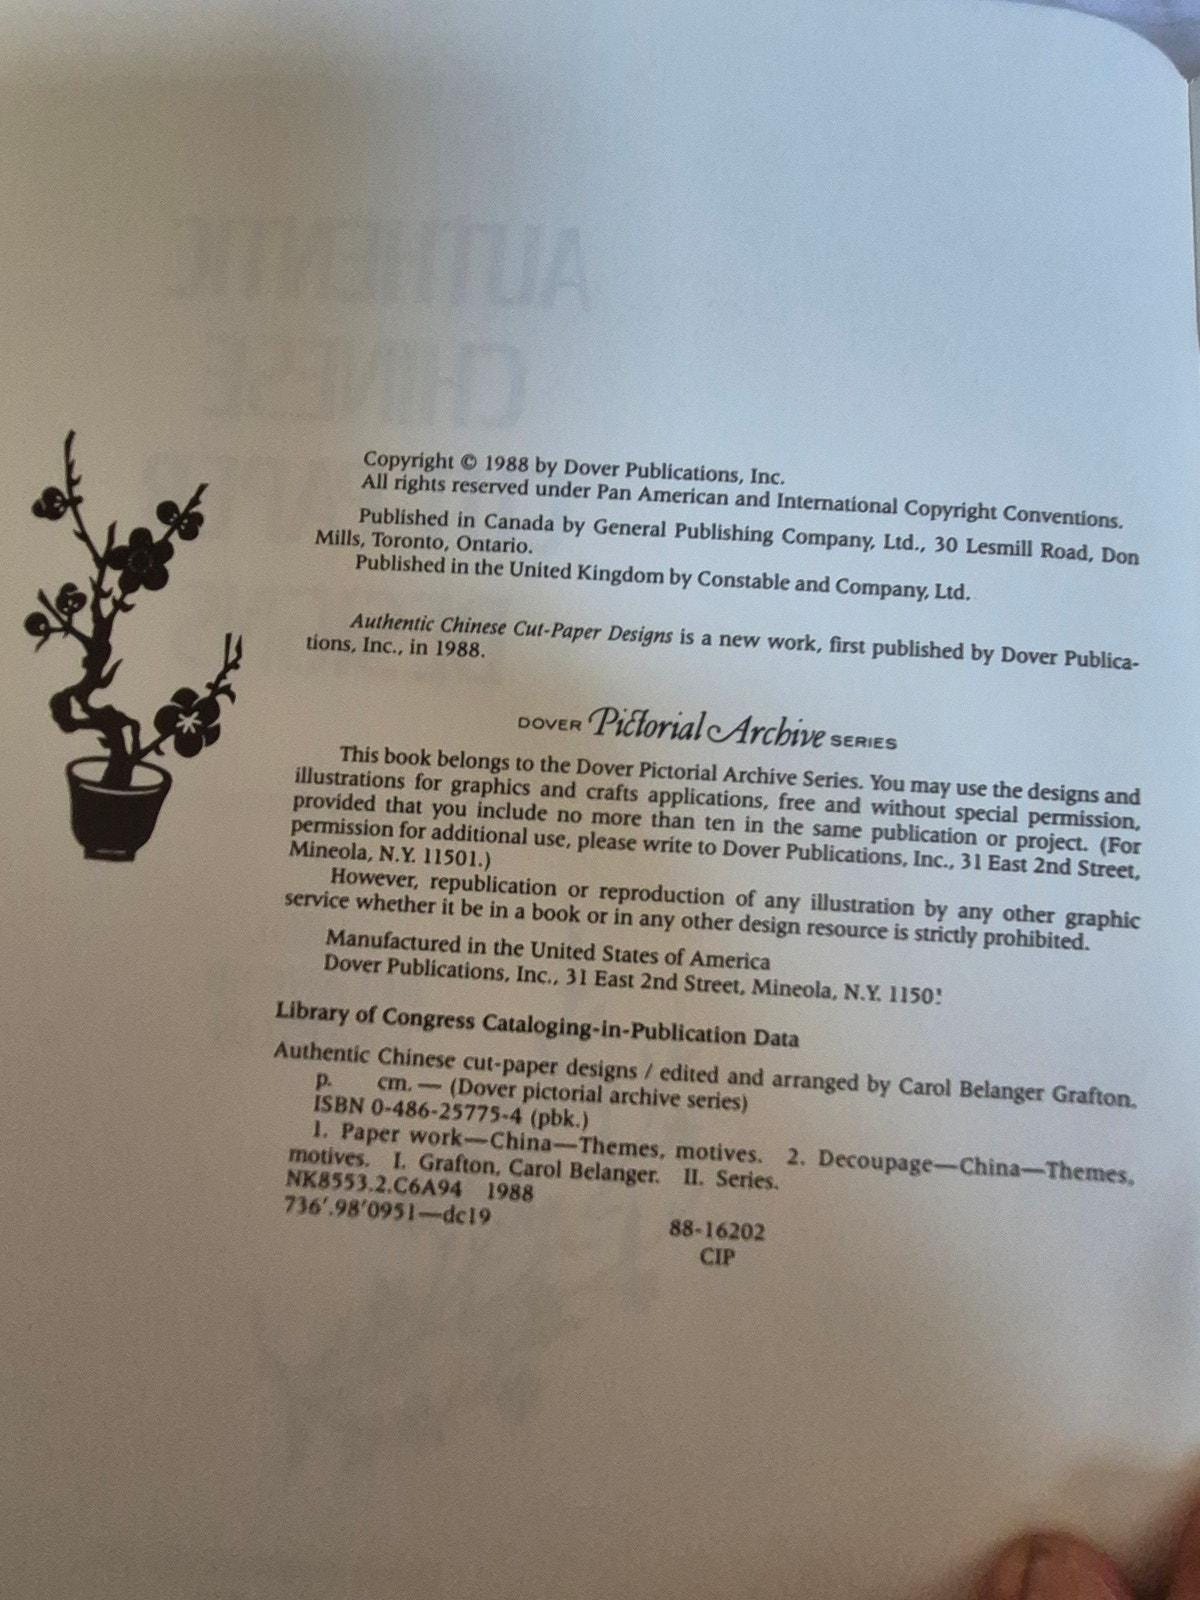 AUTHENTIC
CHINESE
Copyright © 1988 by Dover Publications, Inc.
All rights reserved under Pan American and International Copyright Conventions.
Published in Canada by General Publishing Company, Ltd., 30 Lesmill Road, Don
Mills, Toronto, Ontario.
Published in the United Kingdom by Constable and Company, Ltd.
Authentic Chinese Cut-Paper Designs is a new work, first published by Dover Publica-
tions, Inc., in 1988.
DOVER Pictorial Archive SERIES
This book belongs to the Dover Pictorial Archive Series. You may use the designs and
illustrations for graphics and crafts applications, free and without special permission,
provided that you include no more than ten in the same publication or project. (For
permission for additional use, please write to Dover Publications, Inc., 31 East 2nd Street,
Mineola, N.Y. 11501.)
However, republication or reproduction of any illustration by any other graphic
service whether it be in a book or in any other design resource is strictly prohibited.
Manufactured in the United States of America
Dover Publications, Inc., 31 East 2nd Street, Mineola, N.Y. 11501
Library of Congress Cataloging-in-Publication Data
Authentic Chinese cut-paper designs / edited and arranged by Carol Belanger Grafton.
p. cm. — (Dover pictorial archive series)
ISBN 0-486-25775-4 (pbk.)
1. Paper work—China—Themes, motives. 2. Decoupage—China—Themes,
motives. I. Grafton, Carol Belanger. II. Series.
NK8553.2.C6A94 1988
736′.98′0951—dc19
88-16202
CIP